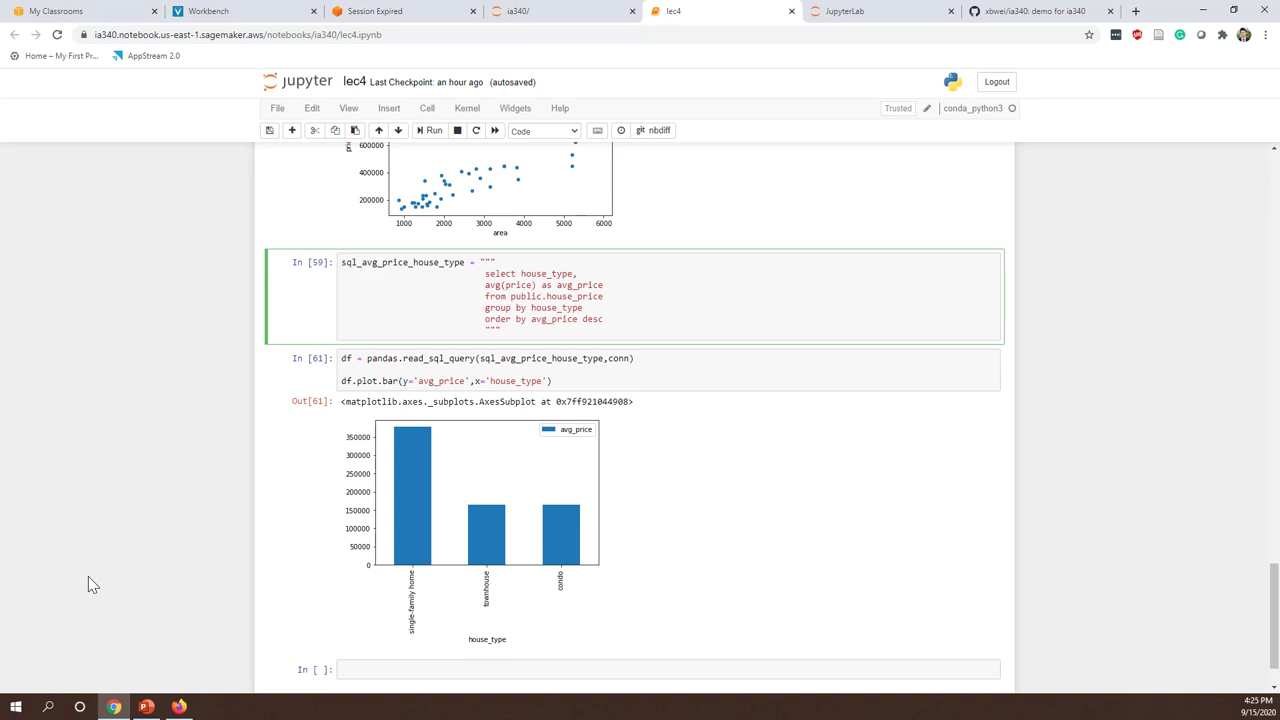 My Classrooms
Workbench
Session Expired
ia340/
lec4
JupyterLab
xbwei/ia340: demo for ia340
ia340.notebook.us-east-1.sagemaker.aws/notebooks/ia340/lec4.ipynb
Home – My First Pr...
AppStream 2.0
jupyter lec4 Last Checkpoint: an hour ago (autosaved)
Logout
File Edit View Insert Cell Kernel Widgets Help
Trusted
conda_python3
Run
Code
nbdiff
git
600000
400000
200000
1000 2000 3000 4000 5000 6000
area
In [59]:
sql_avg_price_house_type = """
select house_type,
avg(price) as avg_price
from public.house_price
group by house_type
order by avg_price desc
"""
In [61]:
df = pandas.read_sql_query(sql_avg_price_house_type,conn)
df.plot.bar(y='avg_price',x='house_type')
Out[61]:
<matplotlib.axes._subplots.AxesSubplot at 0x7ff921044908>
avg_price
350000
300000
250000
200000
150000
100000
50000
0
single-family home
townhouse
condo
house_type
In [ ]:
4:25 PM
9/15/2020